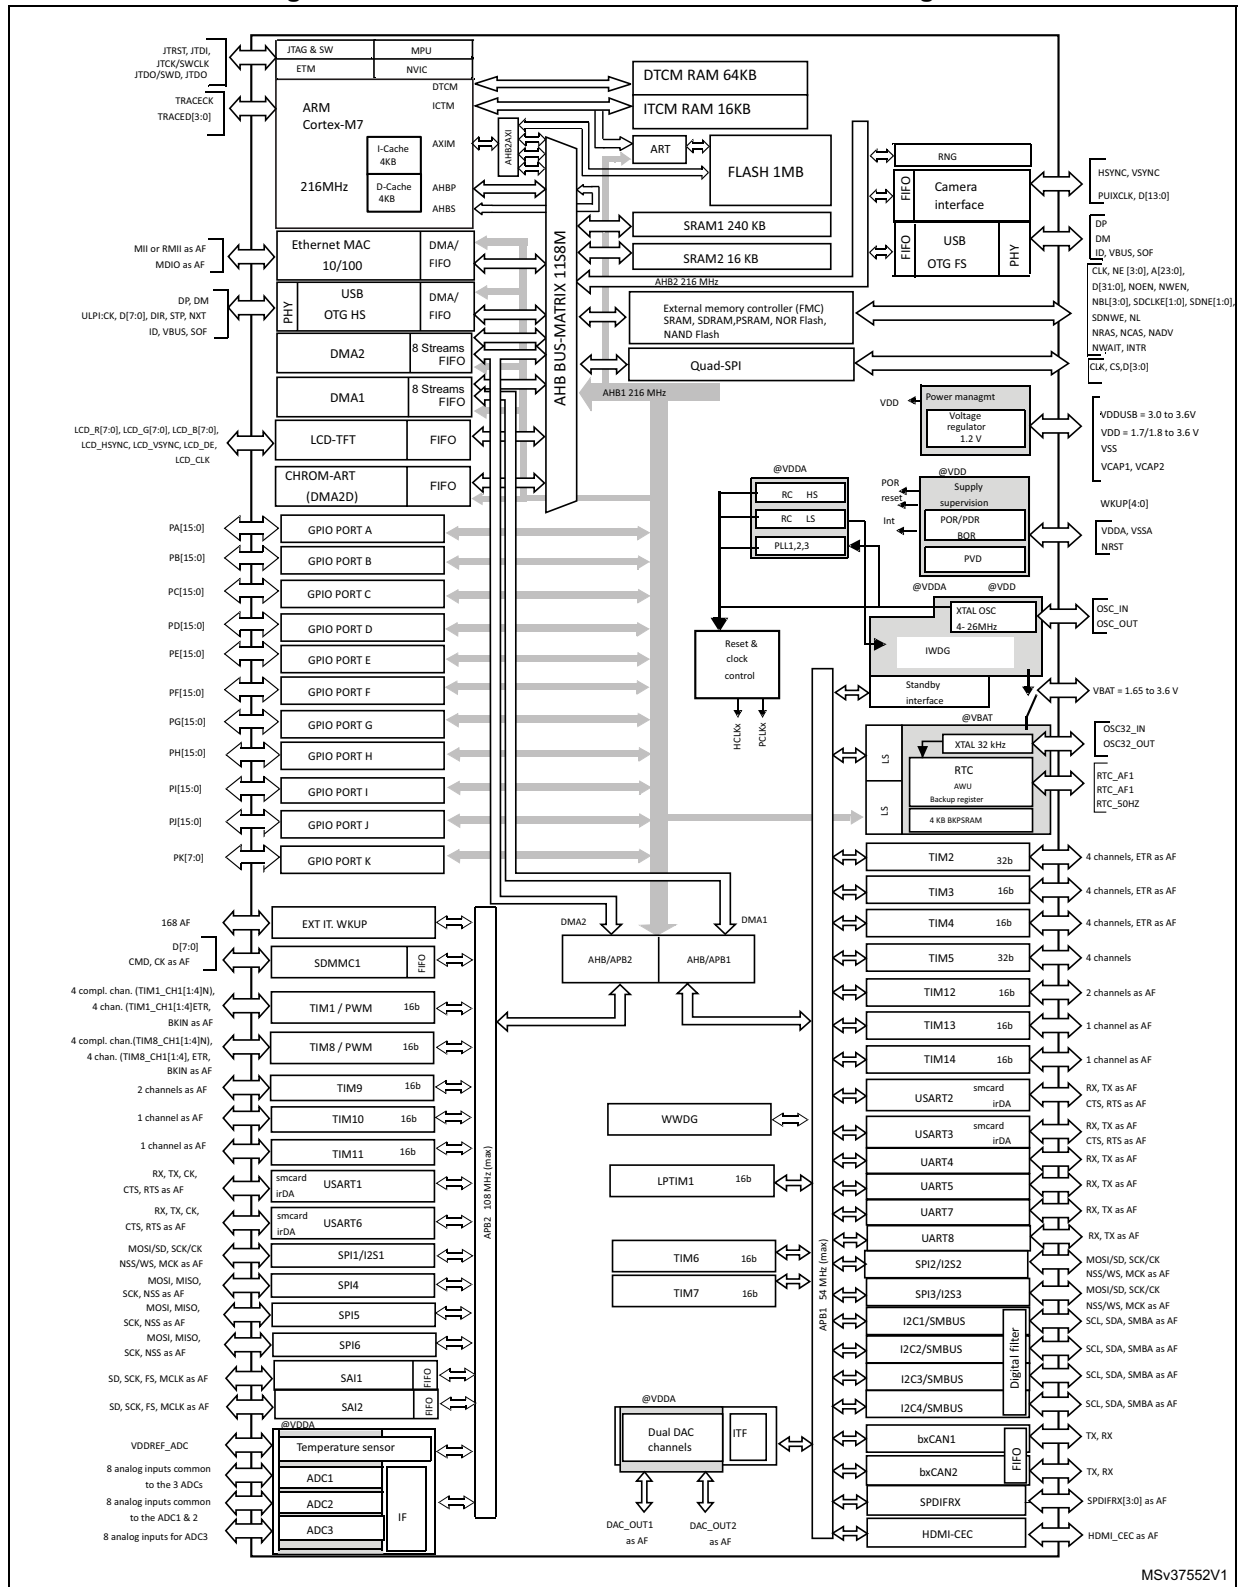 JTRST, JTDI,
JTCK/SWCLK
JTDO/SWD, JTDO
TRACECK
TRACED[3:0]
JTAG & SW
MPU
ETM
NVIC
DTCM
ICTM
ARM
Cortex-M7
AXIM
I-Cache
4KB
216MHz
D-Cache
4KB
AHBP
AHBS
AHB2AXI
DTCM RAM 64KB
ITCM RAM 16KB
ART
FLASH 1MB
SRAM1 240 KB
SRAM2 16 KB
AHB2 216 MHz
External memory controller (FMC)
SRAM, SDRAM,PSRAM, NOR Flash,
NAND Flash
Quad-SPI
AHB BUS-MATRIX 11S8M
AHB1 216 MHz
RNG
FIFO
Camera
interface
HSYNC, VSYNC
PUIXCLK, D[13:0]
FIFO
USB
OTG FS
PHY
DP
DM
ID, VBUS, SOF
CLK, NE [3:0], A[23:0],
D[31:0], NOEN, NWEN,
NBL[3:0], SDCLKE[1:0], SDNE[1:0],
SDNWE, NL
NRAS, NCAS, NADV
NWAIT, INTR
CLK, CS,D[3:0]
MII or RMII as AF
MDIO as AF
Ethernet MAC
10/100
DMA/
FIFO
DP, DM
ULPI:CK, D[7:0], DIR, STP, NXT
ID, VBUS, SOF
PHY
USB
OTG HS
DMA/
FIFO
DMA2
8 Streams
FIFO
DMA1
8 Streams
FIFO
LCD_R[7:0], LCD_G[7:0], LCD_B[7:0],
LCD_HSYNC, LCD_VSYNC, LCD_DE,
LCD_CLK
LCD-TFT
FIFO
CHROM-ART
(DMA2D)
FIFO
VDD
Power managmt
Voltage
regulator
1.2 V
VDDUSB = 3.0 to 3.6V
VDD = 1.7/1.8 to 3.6 V
VSS
VCAP1, VCAP2
@VDDA
RC HS
RC LS
PLL1,2,3
@VDD
POR
reset
Int
Supply
supervision
POR/PDR
BOR
PVD
WKUP[4:0]
VDDA, VSSA
NRST
@VDDA
@VDD
XTAL OSC
4- 26MHz
IWDG
OSC_IN
OSC_OUT
Reset &
clock
control
HCLKx
PCLKx
Standby
interface
VBAT = 1.65 to 3.6 V
@VBAT
LS
LS
XTAL 32 kHz
RTC
AWU
Backup register
4 KB BKPSRAM
OSC32_IN
OSC32_OUT
RTC_AF1
RTC_AF1
RTC_50HZ
PA[15:0]
GPIO PORT A
PB[15:0]
GPIO PORT B
PC[15:0]
GPIO PORT C
PD[15:0]
GPIO PORT D
PE[15:0]
GPIO PORT E
PF[15:0]
GPIO PORT F
PG[15:0]
GPIO PORT G
PH[15:0]
GPIO PORT H
PI[15:0]
GPIO PORT I
PJ[15:0]
GPIO PORT J
PK[7:0]
GPIO PORT K
168 AF
EXT IT. WKUP
D[7:0]
CMD, CK as AF
SDMMC1
FIFO
4 compl. chan. (TIM1_CH1[1:4]N),
4 chan. (TIM1_CH1[1:4]ETR,
BKIN as AF
TIM1 / PWM
16b
4 compl. chan.(TIM8_CH1[1:4]N),
4 chan. (TIM8_CH1[1:4], ETR,
BKIN as AF
TIM8 / PWM
16b
2 channels as AF
TIM9
16b
1 channel as AF
TIM10
16b
1 channel as AF
TIM11
16b
RX, TX, CK,
CTS, RTS as AF
smcard
irDA
USART1
RX, TX, CK,
CTS, RTS as AF
smcard
irDA
USART6
MOSI/SD, SCK/CK
NSS/WS, MCK as AF
SPI1/I2S1
MOSI, MISO,
SCK, NSS as AF
SPI4
MOSI, MISO,
SCK, NSS as AF
SPI5
MOSI, MISO,
SCK, NSS as AF
SPI6
SD, SCK, FS, MCLK as AF
SAI1
FIFO
SD, SCK, FS, MCLK as AF
SAI2
FIFO
@VDDA
VDDREF_ADC
Temperature sensor
8 analog inputs common
to the 3 ADCs
ADC1
8 analog inputs common
to the ADC1 & 2
ADC2
8 analog inputs for ADC3
ADC3
IF
APB2 108 MHz (max)
DMA2
DMA1
AHB/APB2
AHB/APB1
WWDG
LPTIM1
16b
TIM6
16b
TIM7
16b
@VDDA
Dual DAC
channels
ITF
DAC_OUT1
as AF
DAC_OUT2
as AF
APB1 54 MHz (max)
TIM2
32b
4 channels, ETR as AF
TIM3
16b
4 channels, ETR as AF
TIM4
16b
4 channels, ETR as AF
TIM5
32b
4 channels
TIM12
16b
2 channels as AF
TIM13
16b
1 channel as AF
TIM14
16b
1 channel as AF
USART2
smcard
irDA
RX, TX as AF
CTS, RTS as AF
USART3
smcard
irDA
RX, TX as AF
CTS, RTS as AF
UART4
RX, TX as AF
UART5
RX, TX as AF
UART7
RX, TX as AF
UART8
RX, TX as AF
SPI2/I2S2
MOSI/SD, SCK/CK
NSS/WS, MCK as AF
SPI3/I2S3
MOSI/SD, SCK/CK
NSS/WS, MCK as AF
I2C1/SMBUS
SCL, SDA, SMBA as AF
I2C2/SMBUS
SCL, SDA, SMBA as AF
I2C3/SMBUS
SCL, SDA, SMBA as AF
I2C4/SMBUS
SCL, SDA, SMBA as AF
Digital filter
bxCAN1
TX, RX
bxCAN2
TX, RX
FIFO
SPDIFRX
SPDIFRX[3:0] as AF
HDMI-CEC
HDMI_CEC as AF
MSv37552V1